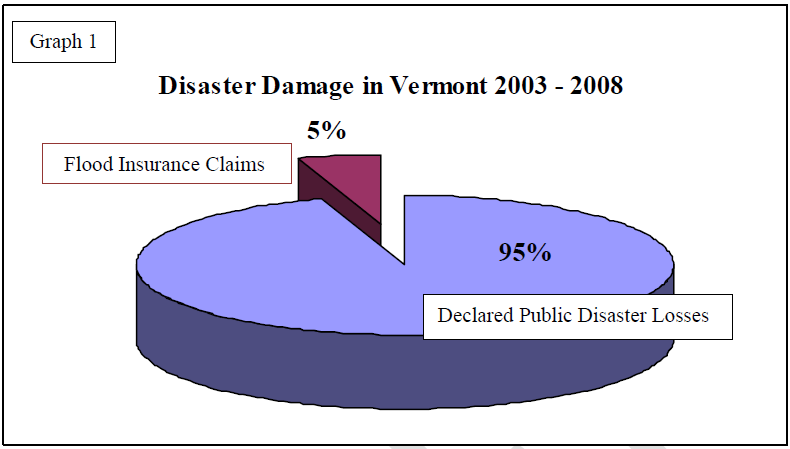 Graph 1
Disaster Damage in Vermont 2003 - 2008
5%
Flood Insurance Claims
95%
Declared Public Disaster Losses